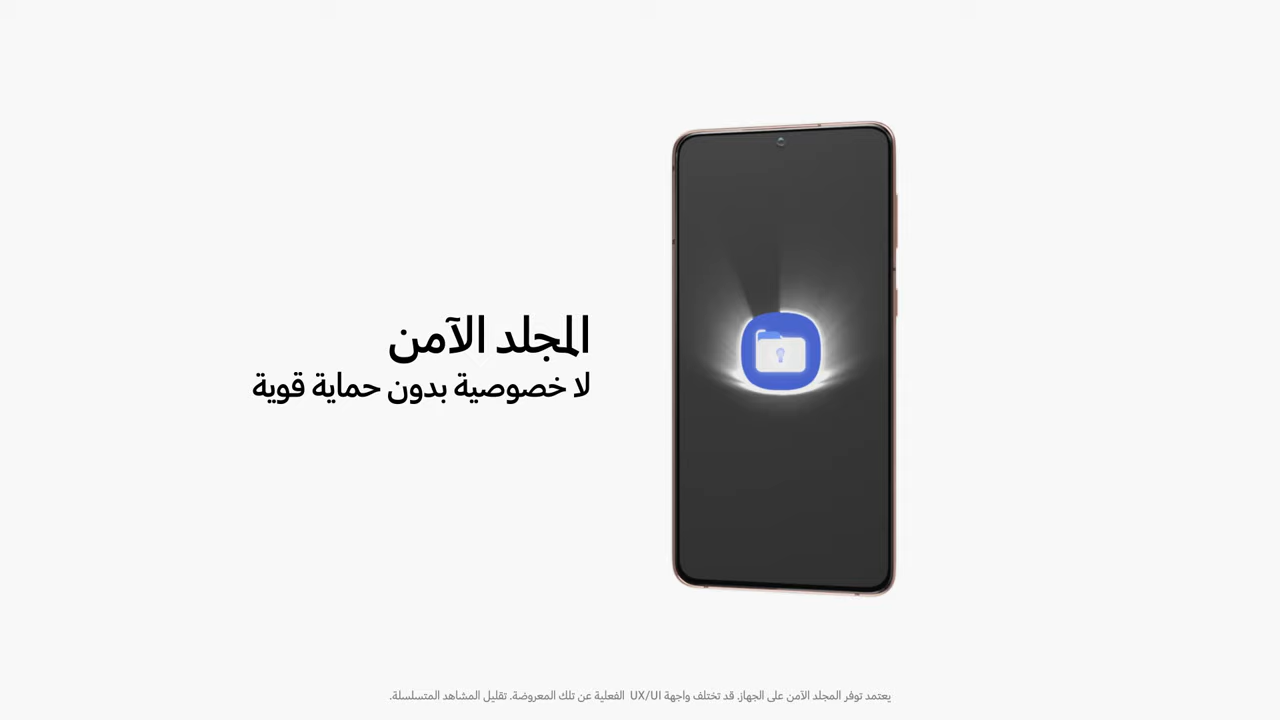 المجلد الآمن
لا خصوصية بدون حماية قوية
يعتمد توفر المجلد الآمن على الجهاز. قد تختلف واجهة UX/UI الفعلية عن تلك المعروضة. تقليل المشاهد المتسلسلة.